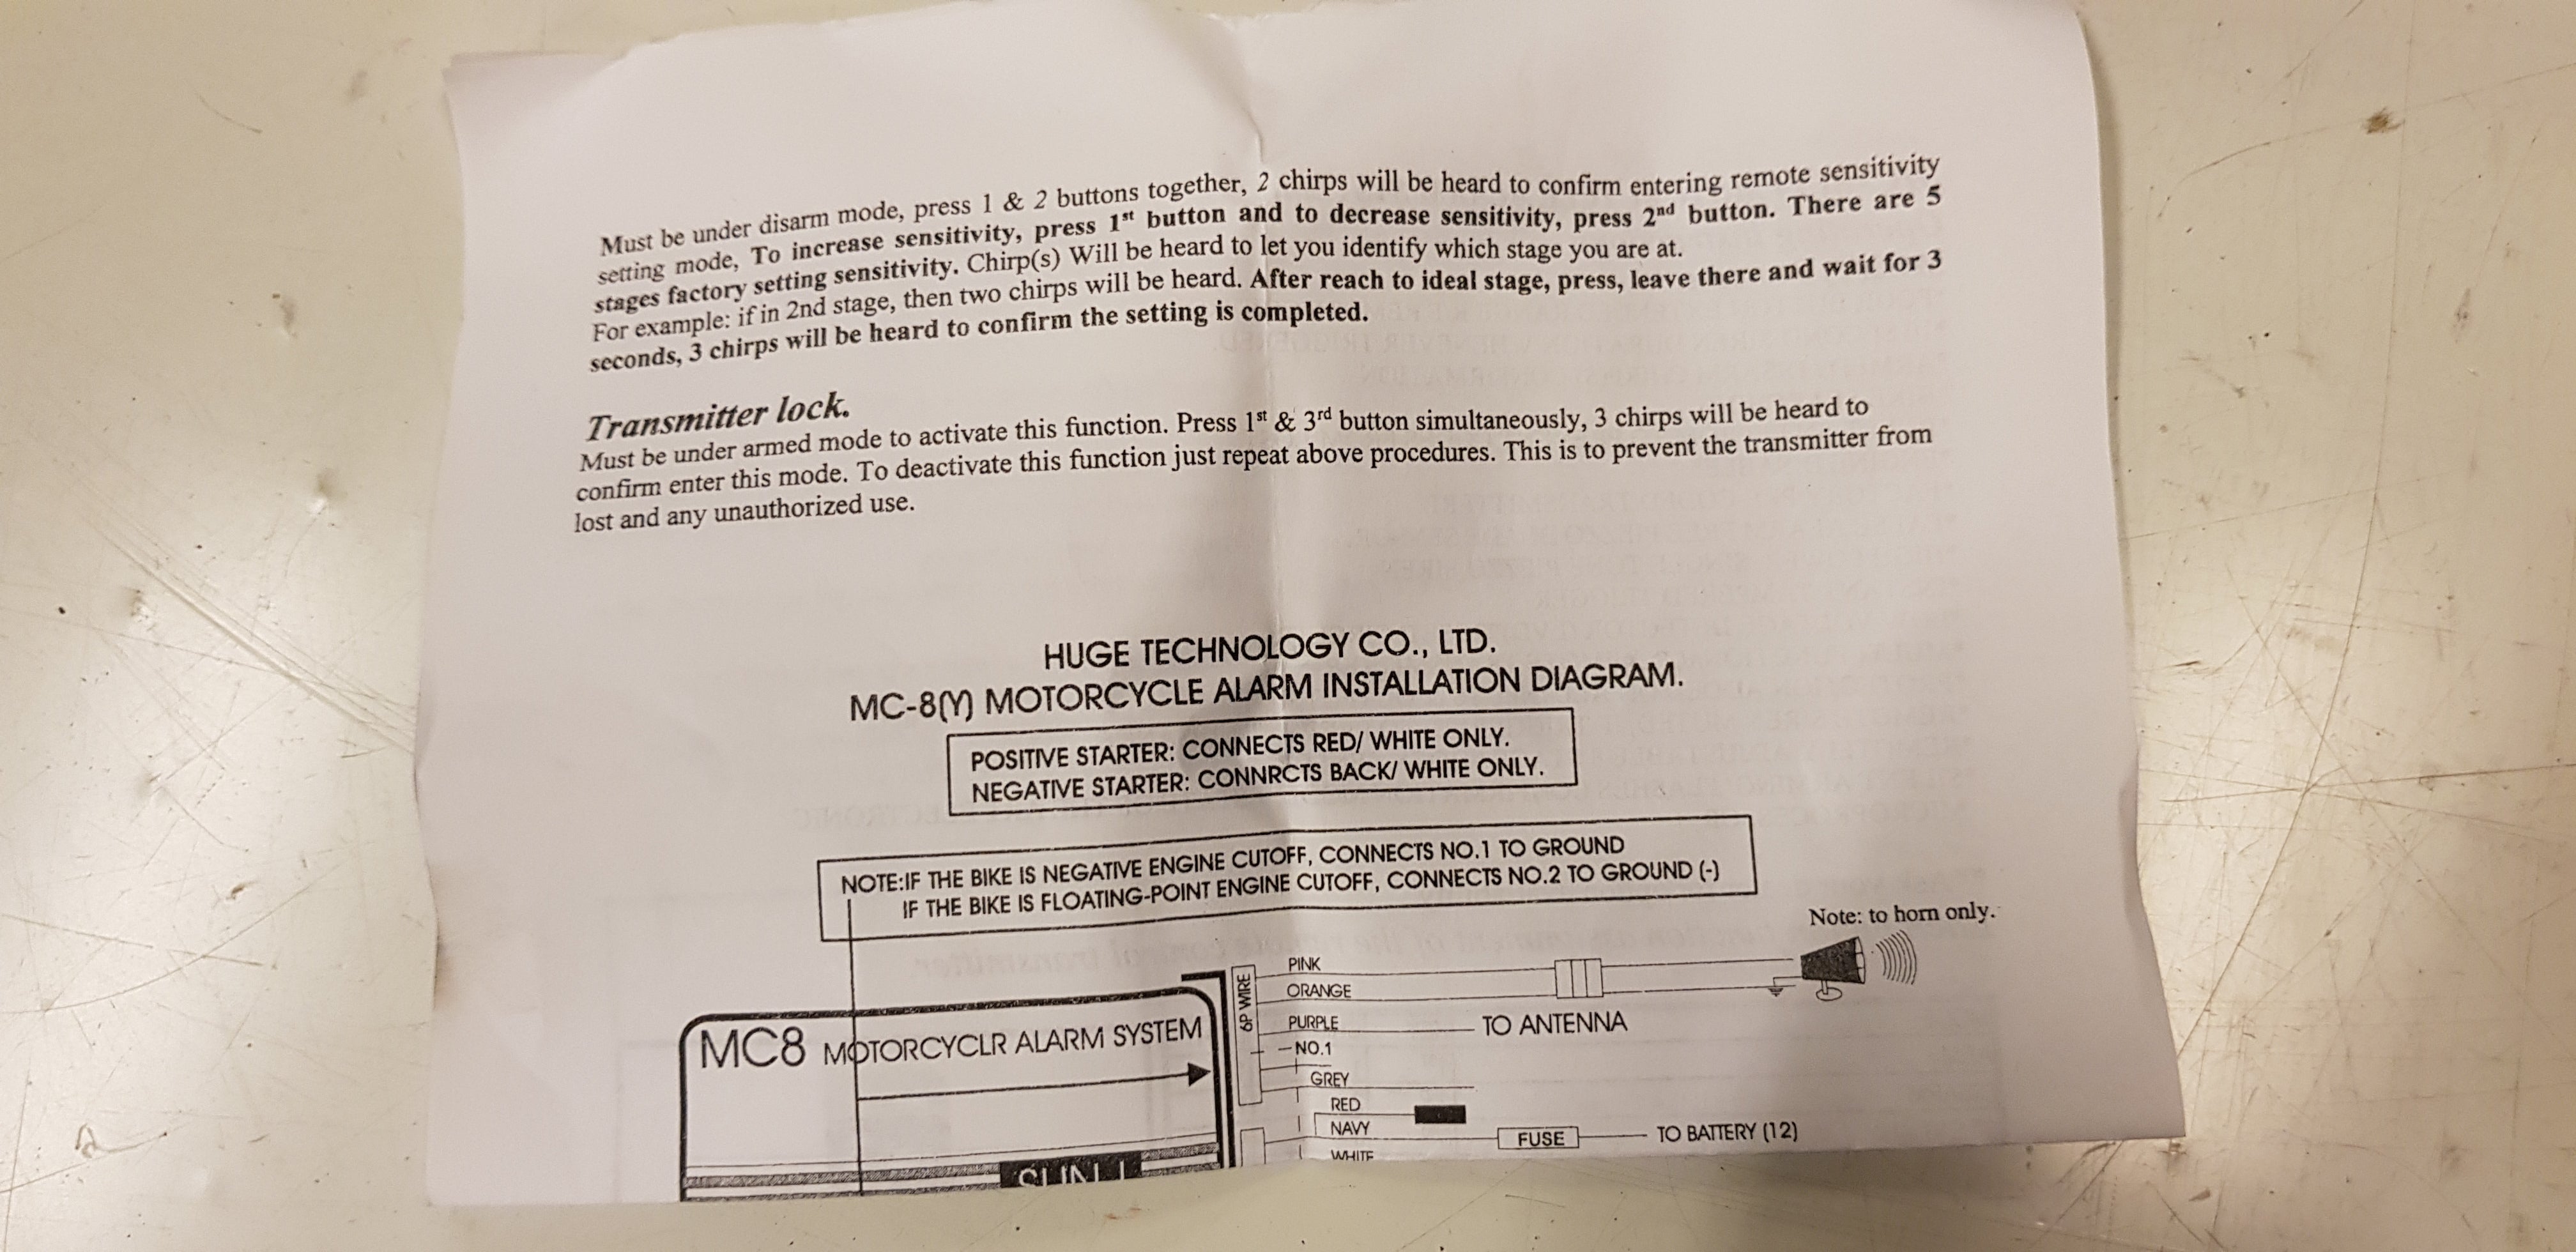 Must be under disarm mode, press 1 & 2 buttons together, 2 chirps will be heard to confirm entering remote sensitivity
setting mode, To increase sensitivity, press 1st button and to decrease sensitivity, press 2nd button. There are 5
stages factory setting sensitivity. Chirp(s) Will be heard to let you identify which stage you are at.
For example: if in 2nd stage, then two chirps will be heard. After reach to ideal stage, press, leave there and wait for 3
seconds, 3 chirps will be heard to confirm the setting is completed.
Transmitter lock.
Must be under armed mode to activate this function. Press 1st & 3rd button simultaneously, 3 chirps will be heard to
confirm enter this mode. To deactivate this function just repeat above procedures. This is to prevent the transmitter from
lost and any unauthorized use.
HUGE TECHNOLOGY CO., LTD.
MC-8(Y) MOTORCYCLE ALARM INSTALLATION DIAGRAM.
POSITIVE STARTER: CONNECTS RED/ WHITE ONLY.
NEGATIVE STARTER: CONNRCTS BACK/ WHITE ONLY.
NOTE:IF THE BIKE IS NEGATIVE ENGINE CUTOFF, CONNECTS NO.1 TO GROUND
IF THE BIKE IS FLOATING-POINT ENGINE CUTOFF, CONNECTS NO.2 TO GROUND (-)
Note: to horn only.
MC8 MOTORCYCLR ALARM SYSTEM
6P WIRE
PINK
ORANGE
PURPLE
TO ANTENNA
NO.1
GREY
RED
NAVY
FUSE
TO BATTERY (12)
WHITE